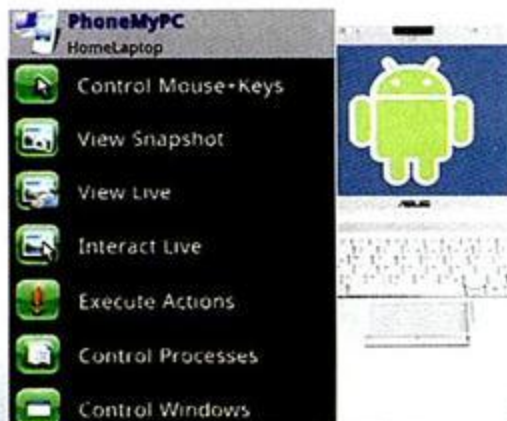 PhoneMyPC
HomeLaptop
Control Mouse+Keys
View Snapshot
View Live
Interact Live
Execute Actions
Control Processes
Control Windows